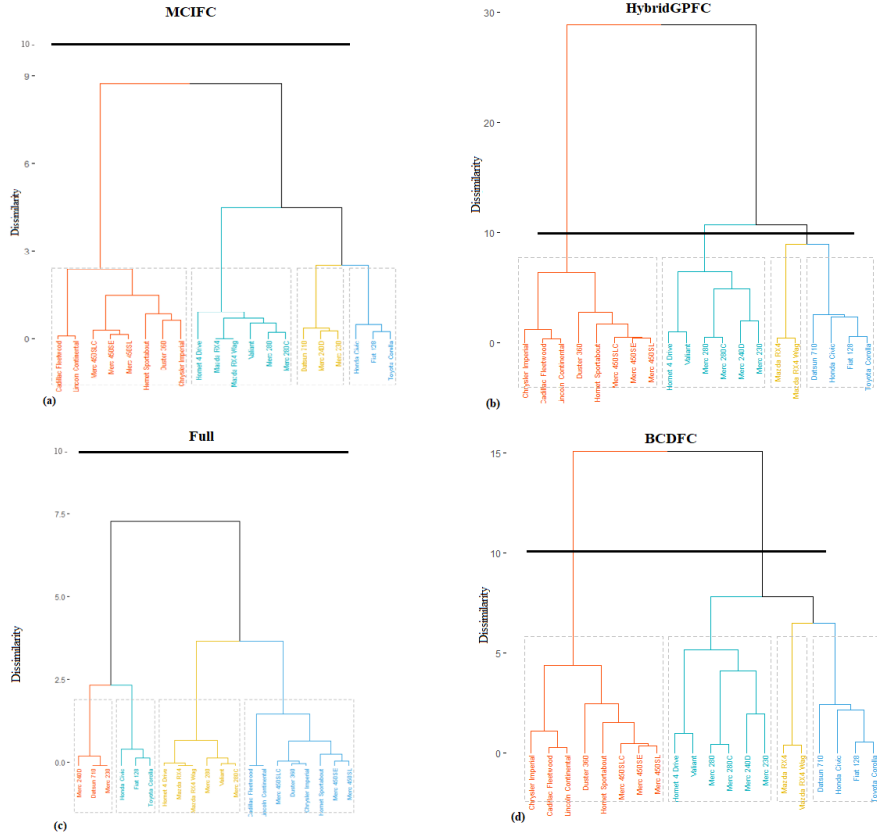 MCIFC
10
9
6
3
0
Dissimilarity
Cadillac Fleetwood
Lincoln Continental
Merc 450SLC
Merc 450SE
Merc 450SL
Hornet Sportabout
Duster 360
Chrysler Imperial
Hornet 4 Drive
Mazda RX4
Mazda RX4 Wag
Valiant
Merc 280
Merc 280C
Datsun 710
Merc 240D
Merc 230
Honda Civic
Fiat 128
Toyota Corolla
(a)
HybridGPFC
30
20
10
0
Dissimilarity
Chrysler Imperial
Cadillac Fleetwood
Lincoln Continental
Duster 360
Hornet Sportabout
Merc 450SLC
Merc 450SE
Merc 450SL
Hornet 4 Drive
Valiant
Merc 280
Merc 280C
Merc 240D
Merc 230
Mazda RX4
Mazda RX4 Wag
Datsun 710
Honda Civic
Fiat 128
Toyota Corolla
(b)
Full
10
7.5
5.0
2.5
0.0
Dissimilarity
Merc 240D
Datsun 710
Merc 230
Honda Civic
Fiat 128
Toyota Corolla
Hornet 4 Drive
Mazda RX4
Mazda RX4 Wag
Merc 280
Valiant
Merc 280C
Cadillac Fleetwood
Lincoln Continental
Merc 450SLC
Duster 360
Chrysler Imperial
Hornet Sportabout
Merc 450SE
Merc 450SL
(c)
BCDFC
15
10
5
0
Dissimilarity
Chrysler Imperial
Cadillac Fleetwood
Lincoln Continental
Duster 360
Hornet Sportabout
Merc 450SLC
Merc 450SE
Merc 450SL
Hornet 4 Drive
Valiant
Merc 280
Merc 280C
Merc 240D
Merc 230
Mazda RX4
Mazda RX4 Wag
Datsun 710
Honda Civic
Fiat 128
Toyota Corolla
(d)